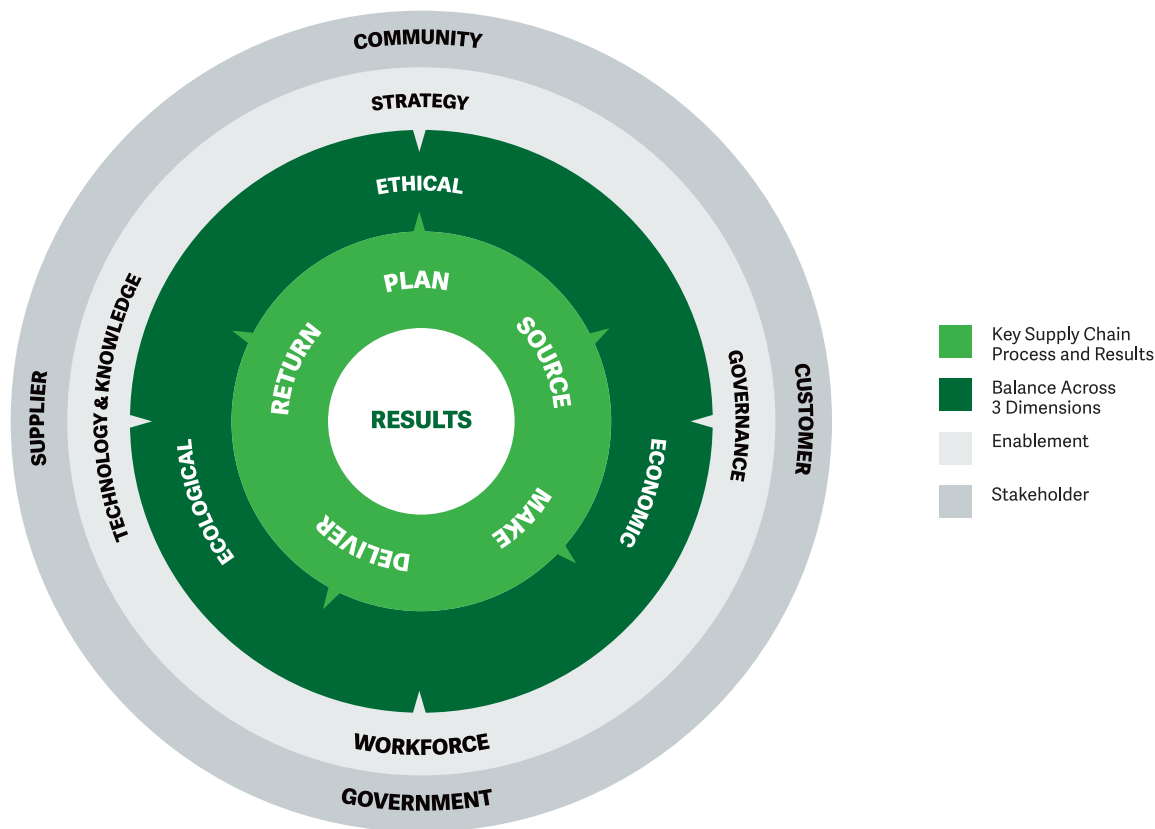 COMMUNITY
STRATEGY
ETHICAL
PLAN
SOURCE
MAKE
DELIVER
RETURN
RESULTS
ECONOMIC
ECOLOGICAL
GOVERNANCE
WORKFORCE
TECHNOLOGY & KNOWLEDGE
CUSTOMER
GOVERNMENT
SUPPLIER
Key Supply Chain
Process and Results
Balance Across
3 Dimensions
Enablement
Stakeholder